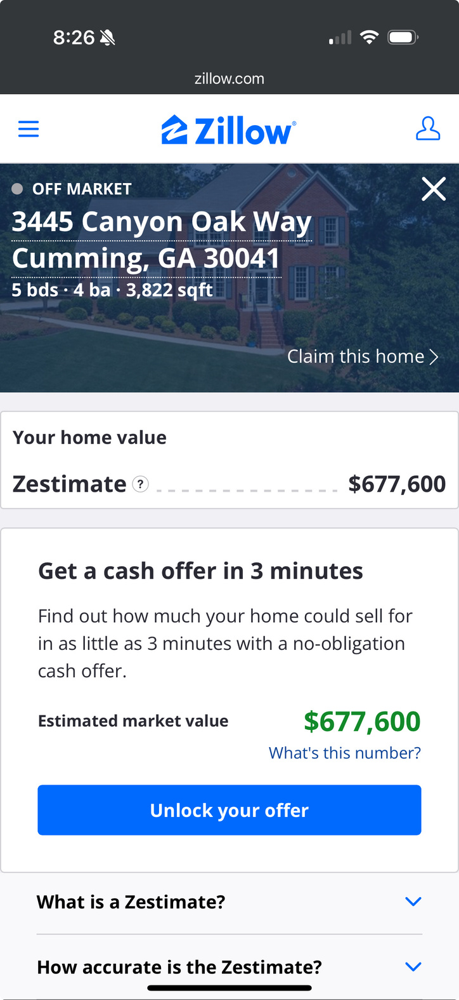 8:26
zillow.com
Zillow®
OFF MARKET
3445 Canyon Oak Way
Cumming, GA 30041
5 bds · 4 ba · 3,822 sqft
Claim this home
Your home value
Zestimate ? $677,600
Get a cash offer in 3 minutes
Find out how much your home could sell for
in as little as 3 minutes with a no-obligation
cash offer.
Estimated market value $677,600
What's this number?
Unlock your offer
What is a Zestimate?
How accurate is the Zestimate?